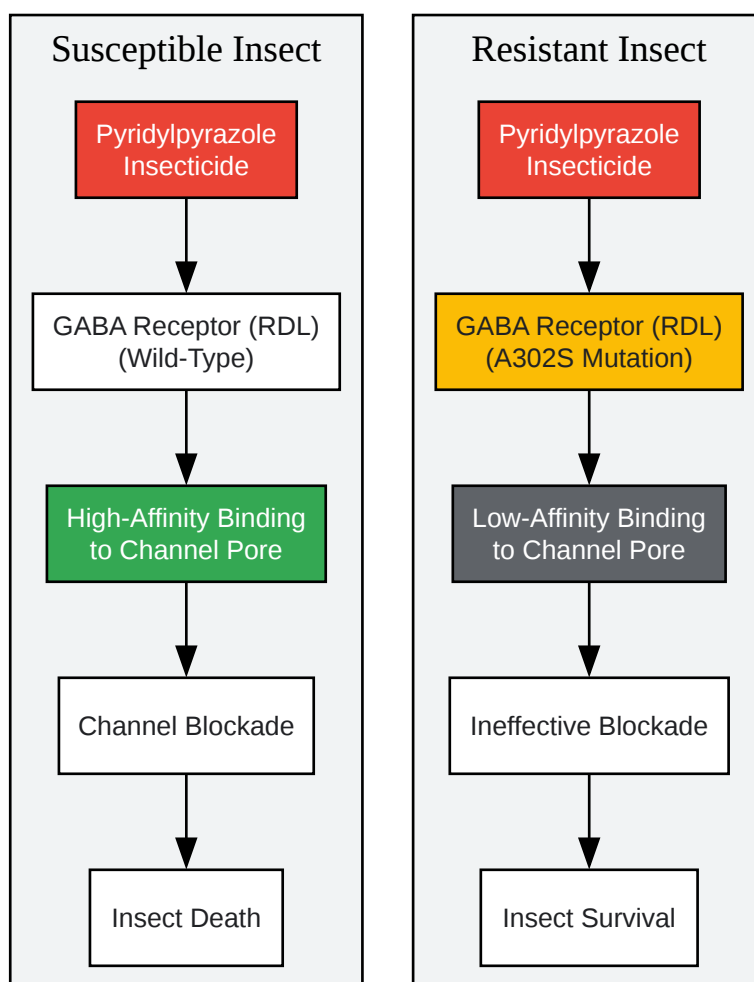 Susceptible Insect
Pyridylpyrazole
Insecticide
GABA Receptor (RDL)
(Wild-Type)
High-Affinity Binding
to Channel Pore
Channel Blockade
Insect Death
Resistant Insect
Pyridylpyrazole
Insecticide
GABA Receptor (RDL)
(A302S Mutation)
Low-Affinity Binding
to Channel Pore
Ineffective Blockade
Insect Survival